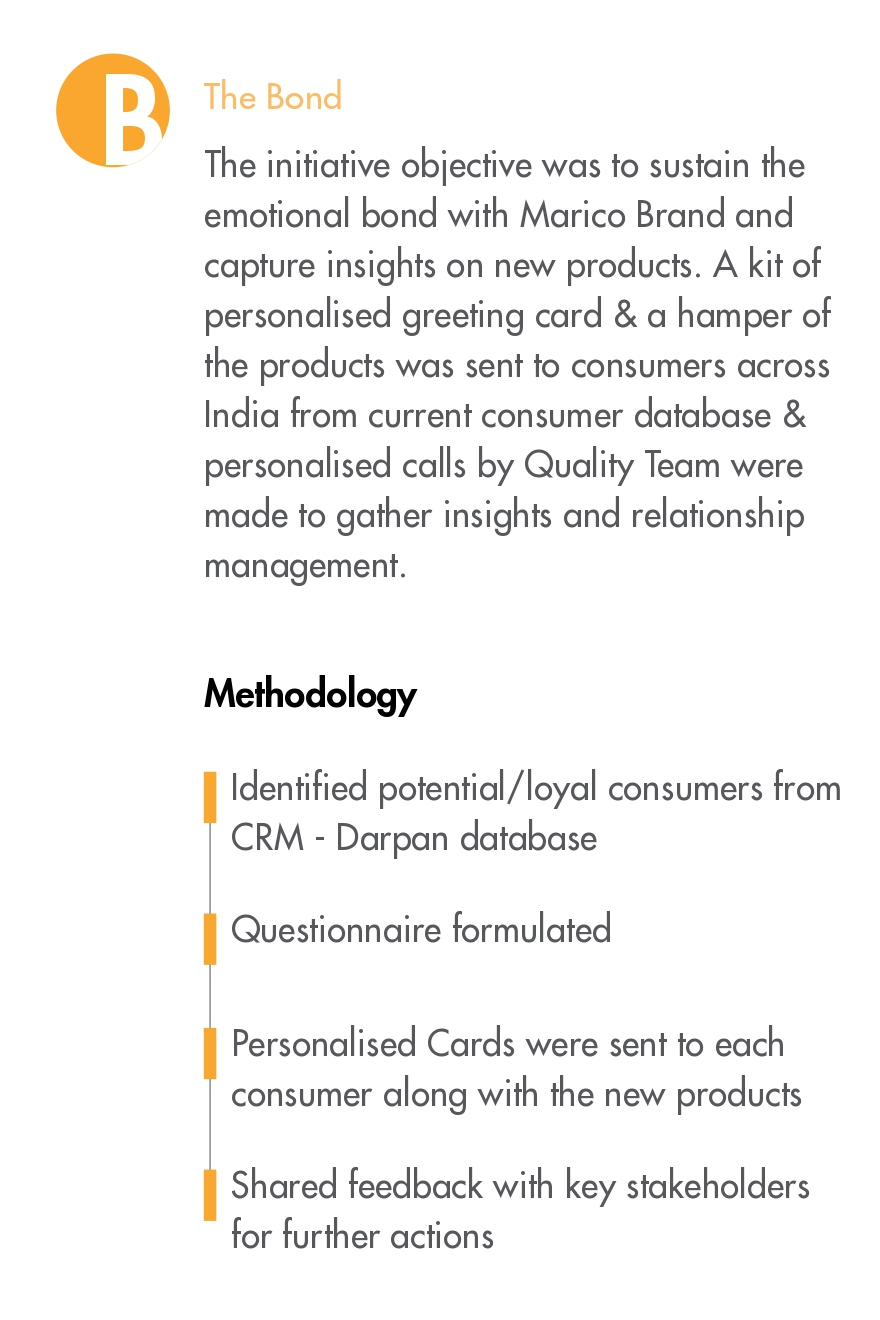 B
The Bond
The initiative objective was to sustain the
emotional bond with Marico Brand and
capture insights on new products. A kit of
personalised greeting card & a hamper of
the products was sent to consumers across
India from current consumer database &
personalised calls by Quality Team were
made to gather insights and relationship
management.
Methodology
Identified potential/loyal consumers from
CRM - Darpan database
Questionnaire formulated
Personalised Cards were sent to each
consumer along with the new products
Shared feedback with key stakeholders
for further actions